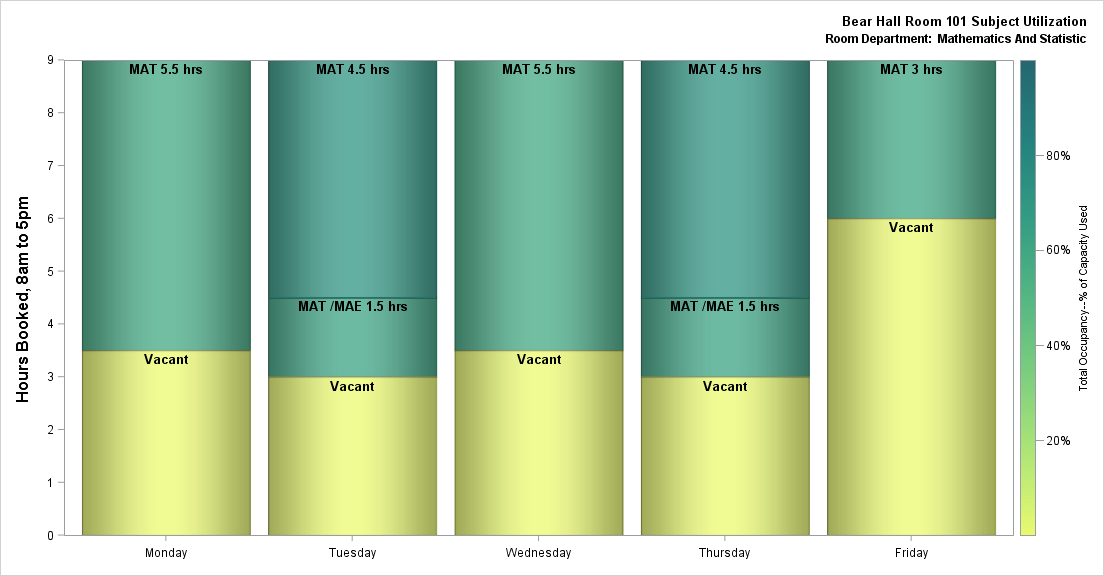 Bear Hall Room 101 Subject Utilization
Room Department: Mathematics And Statistic
Hours Booked, 8am to 5pm
9
8
7
6
5
4
3
2
1
0
MAT 5.5 hrs
Vacant
MAT 4.5 hrs
MAT /MAE 1.5 hrs
Vacant
MAT 5.5 hrs
Vacant
MAT 4.5 hrs
MAT /MAE 1.5 hrs
Vacant
MAT 3 hrs
Vacant
Monday
Tuesday
Wednesday
Thursday
Friday
80%
60%
40%
20%
Total Occupancy--% of Capacity Used